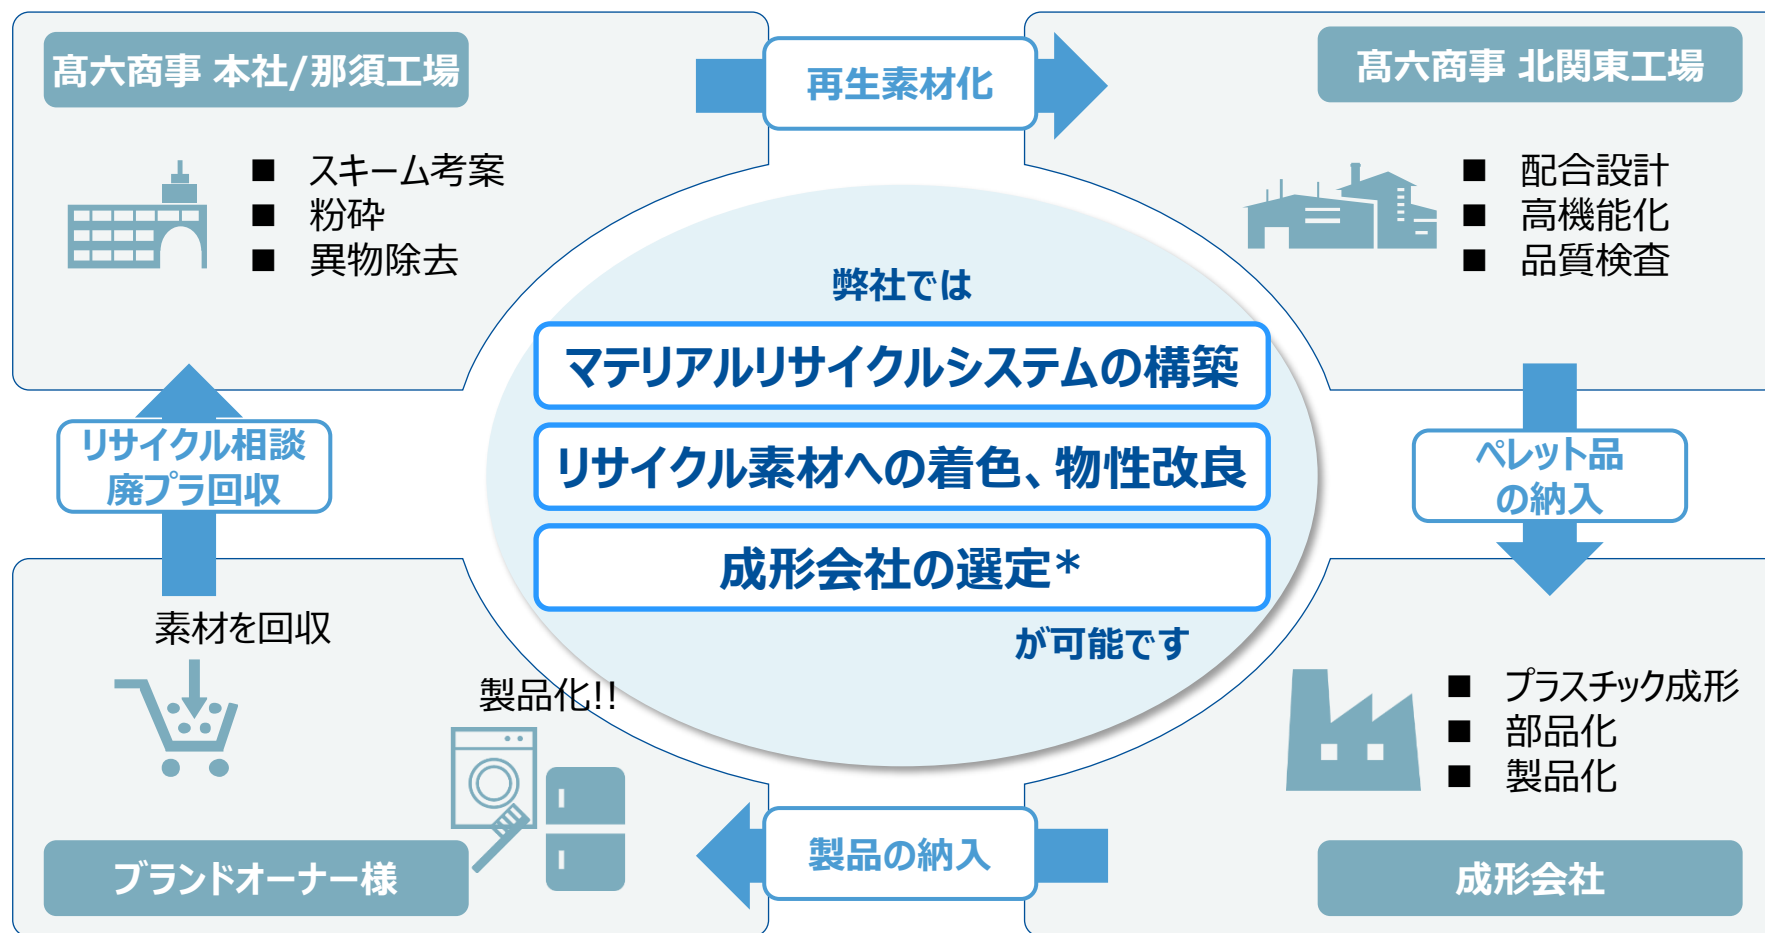 髙六商事 本社/那須工場
■ スキーム考案
■ 粉砕
■ 異物除去
再生素材化
髙六商事 北関東工場
■ 配合設計
■ 高機能化
■ 品質検査
弊社では
マテリアルリサイクルシステムの構築
リサイクル素材への着色、物性改良
成形会社の選定*
が可能です
リサイクル相談
廃プラ回収
ペレット品
の納入
素材を回収
製品化!!
ブランドオーナー様
製品の納入
■ プラスチック成形
■ 部品化
■ 製品化
成形会社